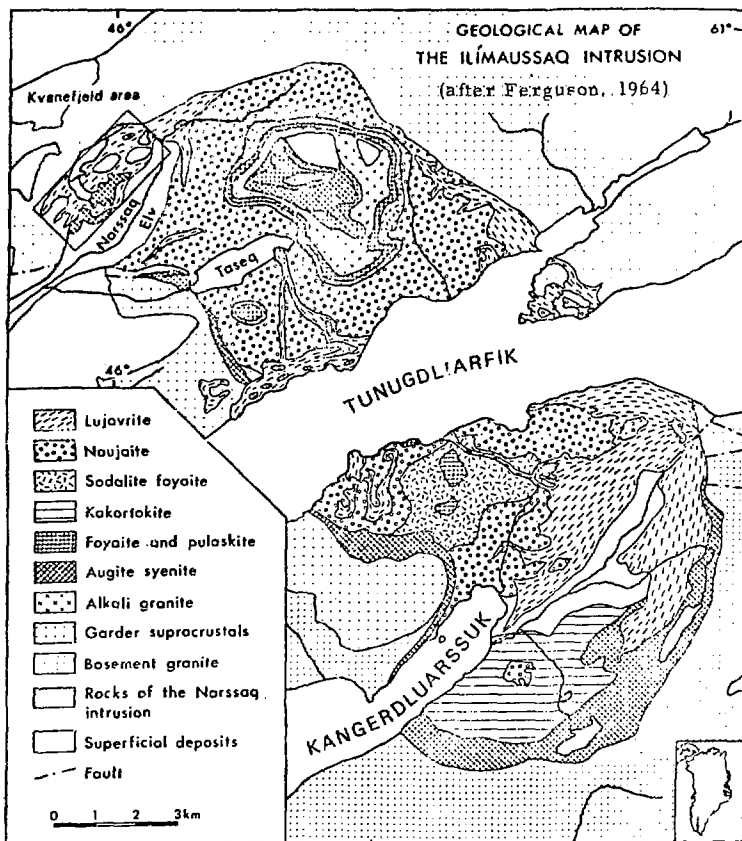 46°
GEOLOGICAL MAP OF
61°
THE ILÍMAUSSAQ INTRUSION
(after Ferguson, 1964)
Kvanefjeld area
Narssaq
Elv
Taseq
46°
TUNUGDLIARFIK
Lujavrite
Naujaite
Sodalite foyaite
Kakortokite
Foyaite and pulaskite
Augite syenite
Alkali granite
Garder supracrustals
Basement granite
Rocks of the Narssaq
intrusion
Superficial deposits
Fault
0 1 2 3km
KANGERDLUARSSUK